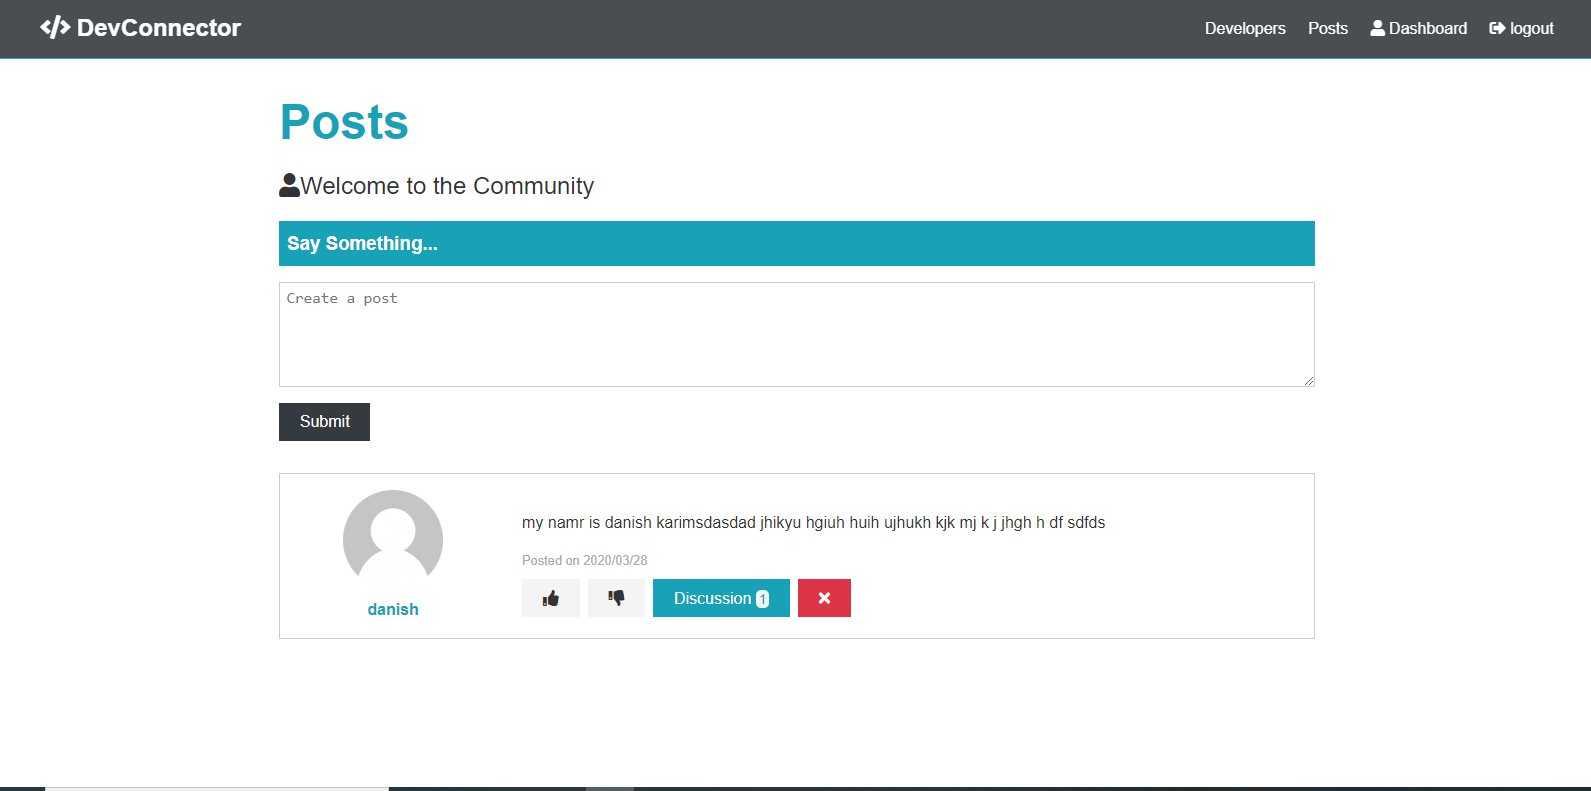 DevConnector
Developers Posts Dashboard logout
Posts
Welcome to the Community
Say Something...
Create a post
Submit
my namr is danish karimsdasdad jhikyu hgiuh huih ujhukh kjk mj k j jhgh h df sdfds
Posted on 2020/03/28
Discussion 1
danish